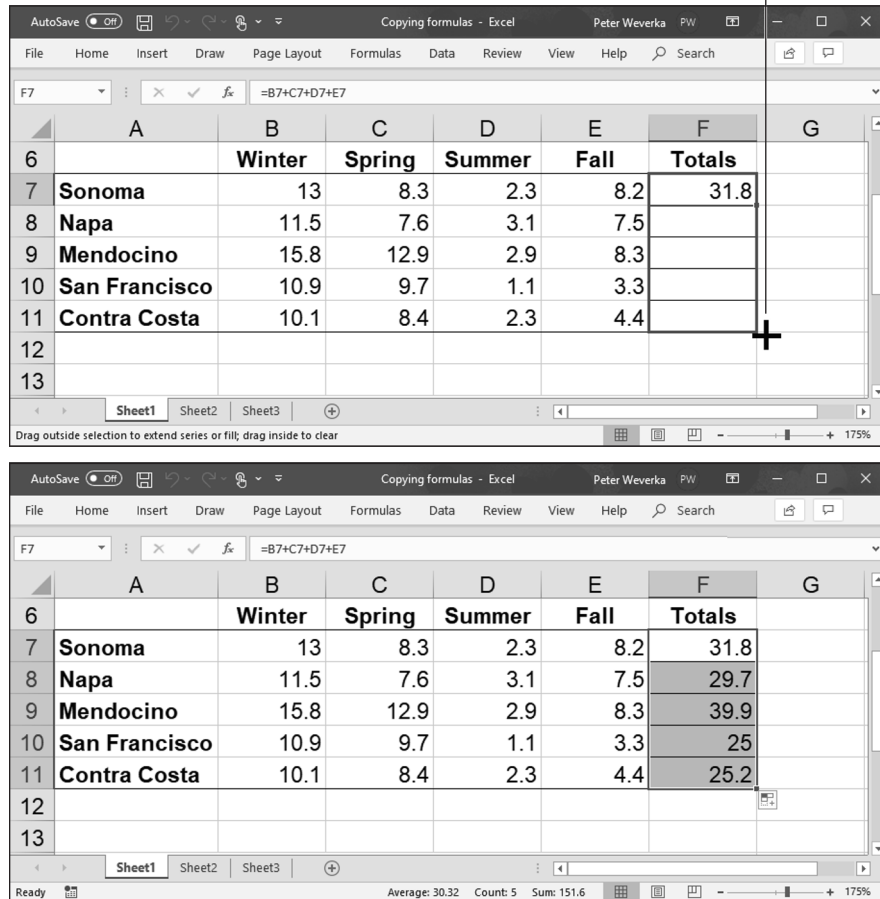 AutoSave Off Copying formulas - Excel Peter Weverka PW
File Home Insert Draw Page Layout Formulas Data Review View Help Search
F7 fx =B7+C7+D7+E7
A B C D E F G
6 Winter Spring Summer Fall Totals
7 Sonoma 13 8.3 2.3 8.2 31.8
8 Napa 11.5 7.6 3.1 7.5
9 Mendocino 15.8 12.9 2.9 8.3
10 San Francisco 10.9 9.7 1.1 3.3
11 Contra Costa 10.1 8.4 2.3 4.4
12
13
Sheet1 Sheet2 Sheet3
Drag outside selection to extend series or fill; drag inside to clear 175%
AutoSave Off Copying formulas - Excel Peter Weverka PW
File Home Insert Draw Page Layout Formulas Data Review View Help Search
F7 fx =B7+C7+D7+E7
A B C D E F G
6 Winter Spring Summer Fall Totals
7 Sonoma 13 8.3 2.3 8.2 31.8
8 Napa 11.5 7.6 3.1 7.5 29.7
9 Mendocino 15.8 12.9 2.9 8.3 39.9
10 San Francisco 10.9 9.7 1.1 3.3 25
11 Contra Costa 10.1 8.4 2.3 4.4 25.2
12
13
Sheet1 Sheet2 Sheet3
Ready Average: 30.32 Count: 5 Sum: 151.6 175%